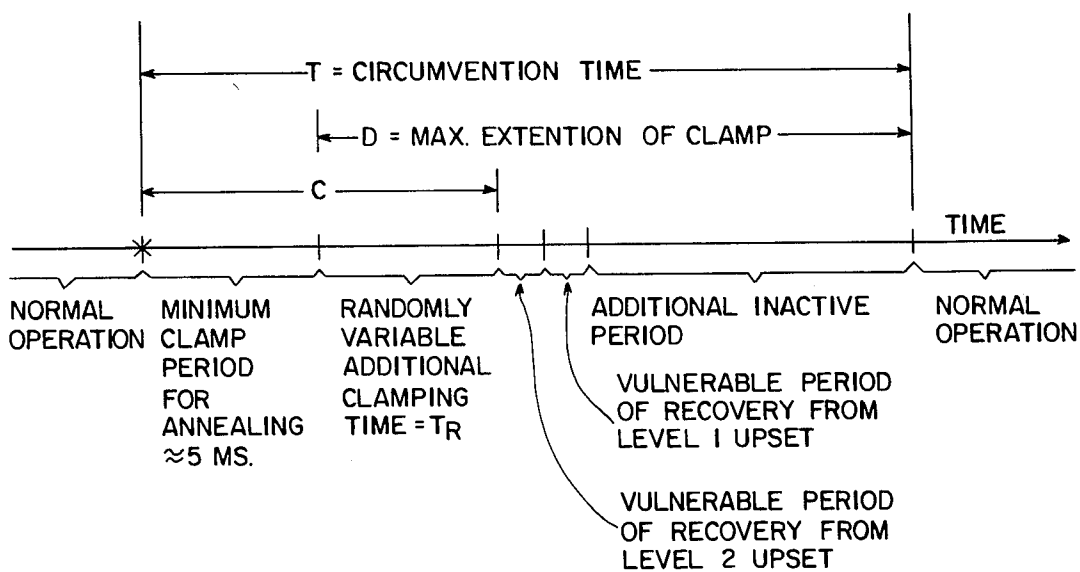 T = CIRCUMVENTION TIME
D = MAX. EXTENTION OF CLAMP
C
TIME
NORMAL
OPERATION
MINIMUM
CLAMP
PERIOD
FOR
ANNEALING
≈5 MS.
RANDOMLY
VARIABLE
ADDITIONAL
CLAMPING
TIME = TR
ADDITIONAL INACTIVE
PERIOD
NORMAL
OPERATION
VULNERABLE PERIOD
OF RECOVERY FROM
LEVEL 1 UPSET
VULNERABLE PERIOD
OF RECOVERY FROM
LEVEL 2 UPSET